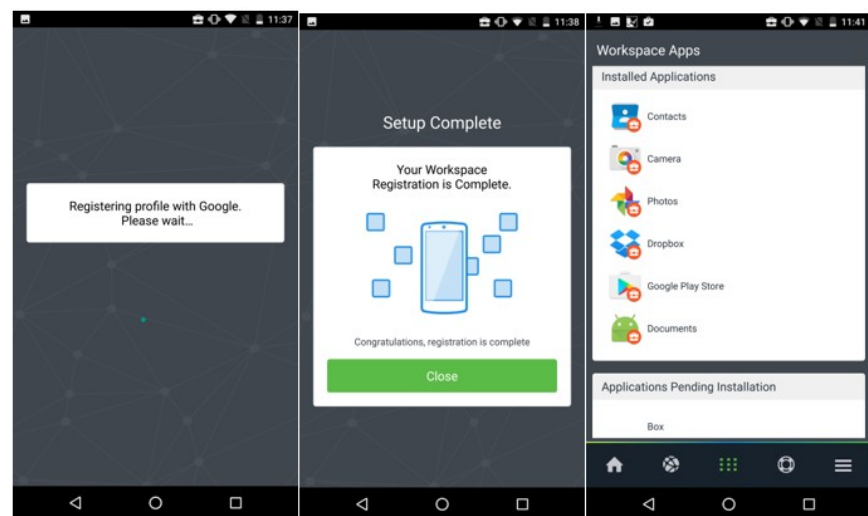 11:37
Registering profile with Google.
Please wait...
11:38
Setup Complete
Your Workspace
Registration is Complete.
Congratulations, registration is complete
Close
11:41
Workspace Apps
Installed Applications
Contacts
Camera
Photos
Dropbox
Google Play Store
Documents
Applications Pending Installation
Box